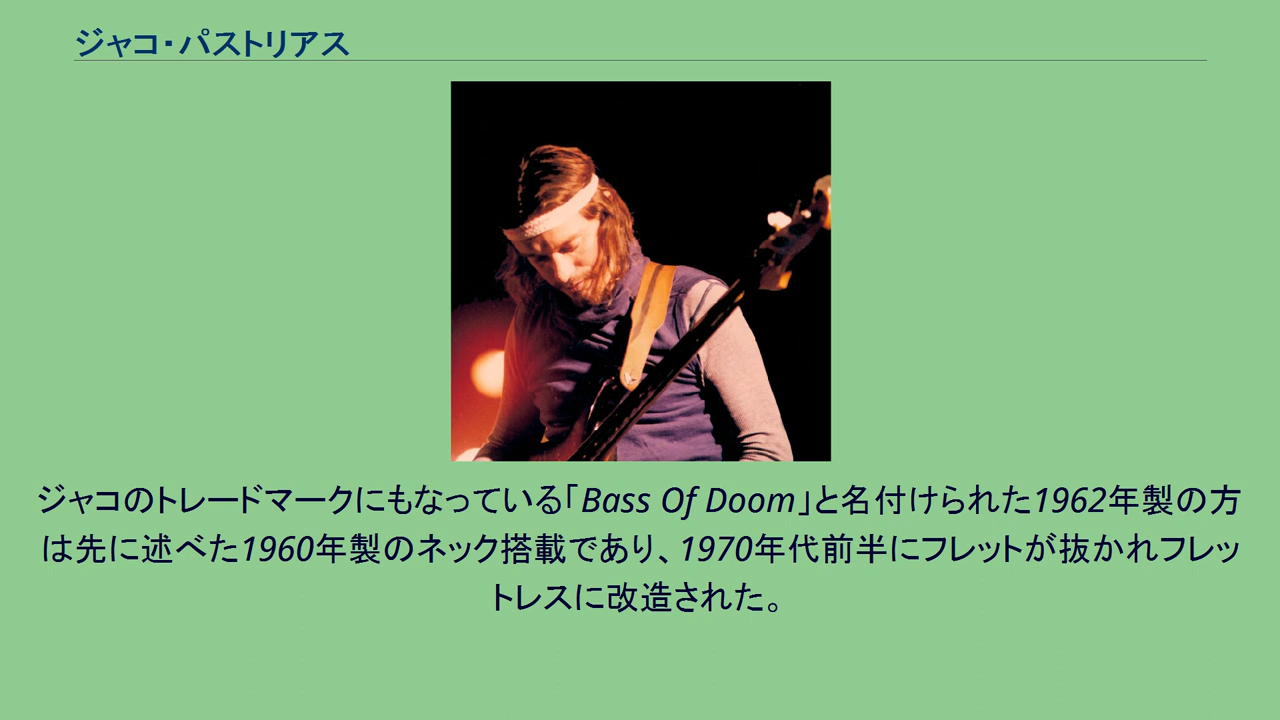 ジャコ・パストリアス
ジャコのトレードマークにもなっている「Bass Of Doom」と名付けられた1962年製の方
は先に述べた1960年製のネック搭載であり、1970年代前半にフレットが抜かれフレッ
トレスに改造された。